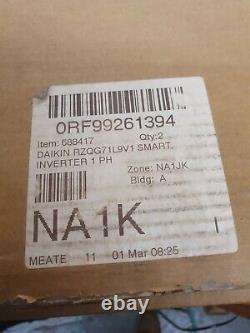 0RF99261394
Item: 688417 Qty:2
DAIKIN RZQG71L9V1 SMART.
INVERTER 1 PH
Zone: NA1JK
Bldg: A
NA1K
I
MEATE 11 01 Mar 08:25